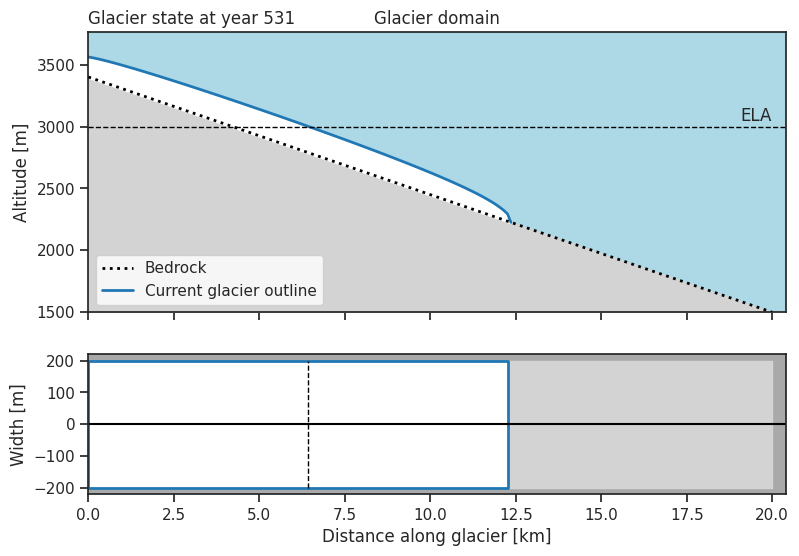 Glacier state at year 531
Glacier domain
3500
3000
2500
2000
1500
Altitude [m]
ELA
Bedrock
Current glacier outline
200
100
0
−100
−200
Width [m]
0.0 2.5 5.0 7.5 10.0 12.5 15.0 17.5 20.0
Distance along glacier [km]